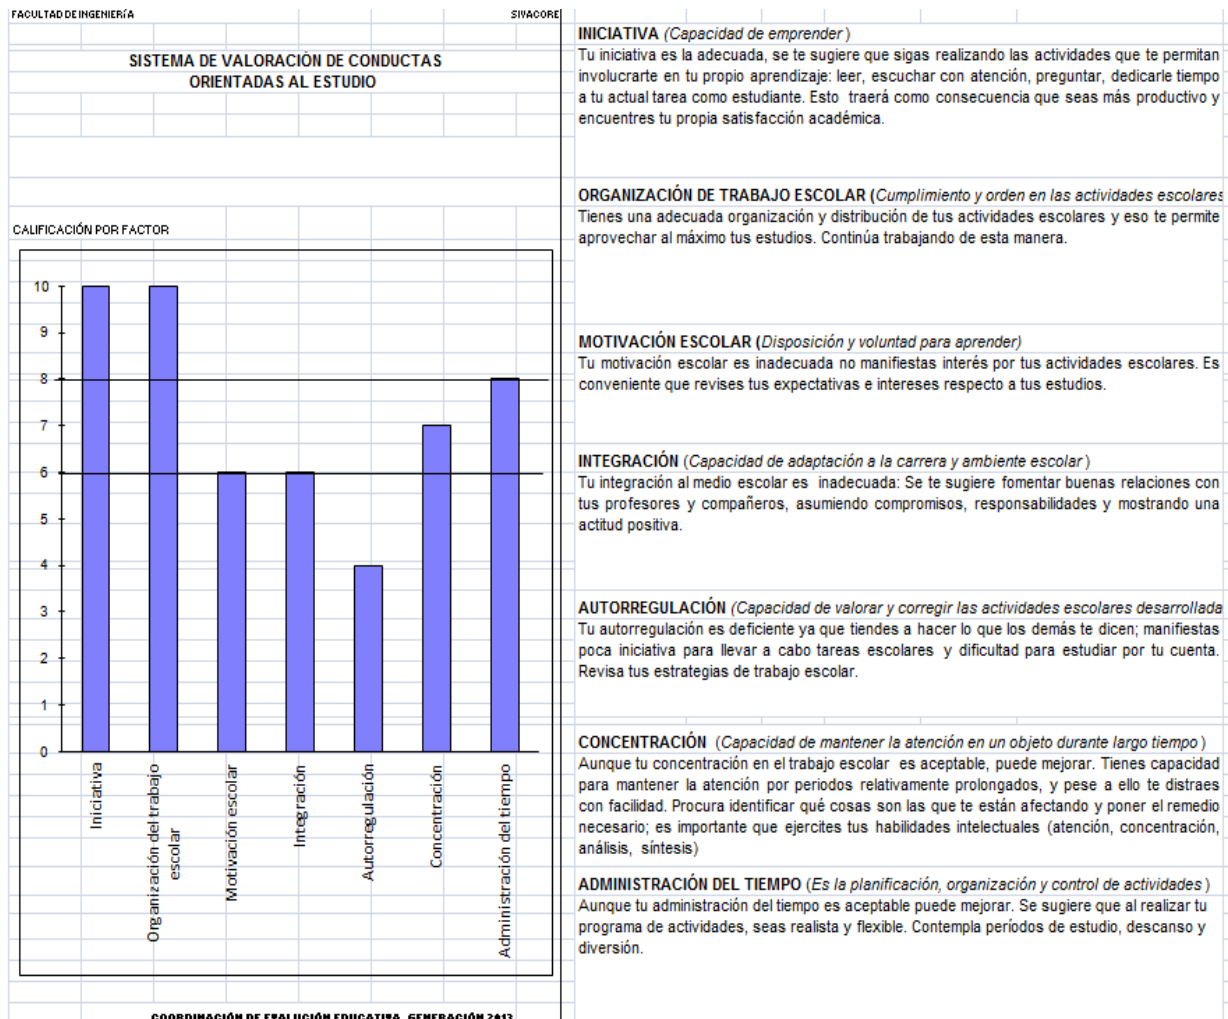 FACULTAD DE INGENIERÍA
SIVACORE
SISTEMA DE VALORACIÓN DE CONDUCTAS
ORIENTADAS AL ESTUDIO
CALIFICACIÓN POR FACTOR
10
9
8
7
6
5
4
3
2
1
0
Iniciativa
Organización del trabajo
escolar
Motivación escolar
Integración
Autorregulación
Concentración
Administración del tiempo
COORDINACIÓN DE EVALUCIÓN EDUCATIVA. GENERACIÓN 2013
INICIATIVA (Capacidad de emprender )
Tu iniciativa es la adecuada, se te sugiere que sigas realizando las actividades que te permitan
involucrarte en tu propio aprendizaje: leer, escuchar con atención, preguntar, dedicarle tiempo
a tu actual tarea como estudiante. Esto traerá como consecuencia que seas más productivo y
encuentres tu propia satisfacción académica.
ORGANIZACIÓN DE TRABAJO ESCOLAR (Cumplimiento y orden en las actividades escolares
Tienes una adecuada organización y distribución de tus actividades escolares y eso te permite
aprovechar al máximo tus estudios. Continúa trabajando de esta manera.
MOTIVACIÓN ESCOLAR (Disposición y voluntad para aprender)
Tu motivación escolar es inadecuada no manifiestas interés por tus actividades escolares. Es
conveniente que revises tus expectativas e intereses respecto a tus estudios.
INTEGRACIÓN (Capacidad de adaptación a la carrera y ambiente escolar )
Tu integración al medio escolar es inadecuada: Se te sugiere fomentar buenas relaciones con
tus profesores y compañeros, asumiendo compromisos, responsabilidades y mostrando una
actitud positiva.
AUTORREGULACIÓN (Capacidad de valorar y corregir las actividades escolares desarrollada
Tu autorregulación es deficiente ya que tiendes a hacer lo que los demás te dicen; manifiestas
poca iniciativa para llevar a cabo tareas escolares y dificultad para estudiar por tu cuenta.
Revisa tus estrategias de trabajo escolar.
CONCENTRACIÓN (Capacidad de mantener la atención en un objeto durante largo tiempo )
Aunque tu concentración en el trabajo escolar es aceptable, puede mejorar. Tienes capacidad
para mantener la atención por periodos relativamente prolongados, y pese a ello te distraes
con facilidad. Procura identificar qué cosas son las que te están afectando y poner el remedio
necesario; es importante que ejercites tus habilidades intelectuales (atención, concentración,
análisis, síntesis)
ADMINISTRACIÓN DEL TIEMPO (Es la planificación, organización y control de actividades )
Aunque tu administración del tiempo es aceptable puede mejorar. Se sugiere que al realizar tu
programa de actividades, seas realista y flexible. Contempla períodos de estudio, descanso y
diversión.